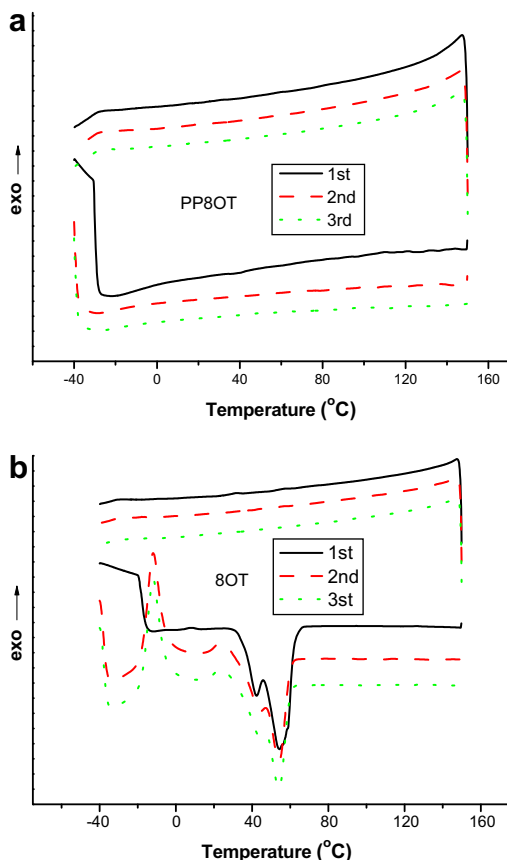 a
exo
PP8OT
1st
2nd
3rd
-40 0 40 80 120 160
Temperature (°C)
b
exo
8OT
1st
2nd
3st
-40 0 40 80 120 160
Temperature (°C)